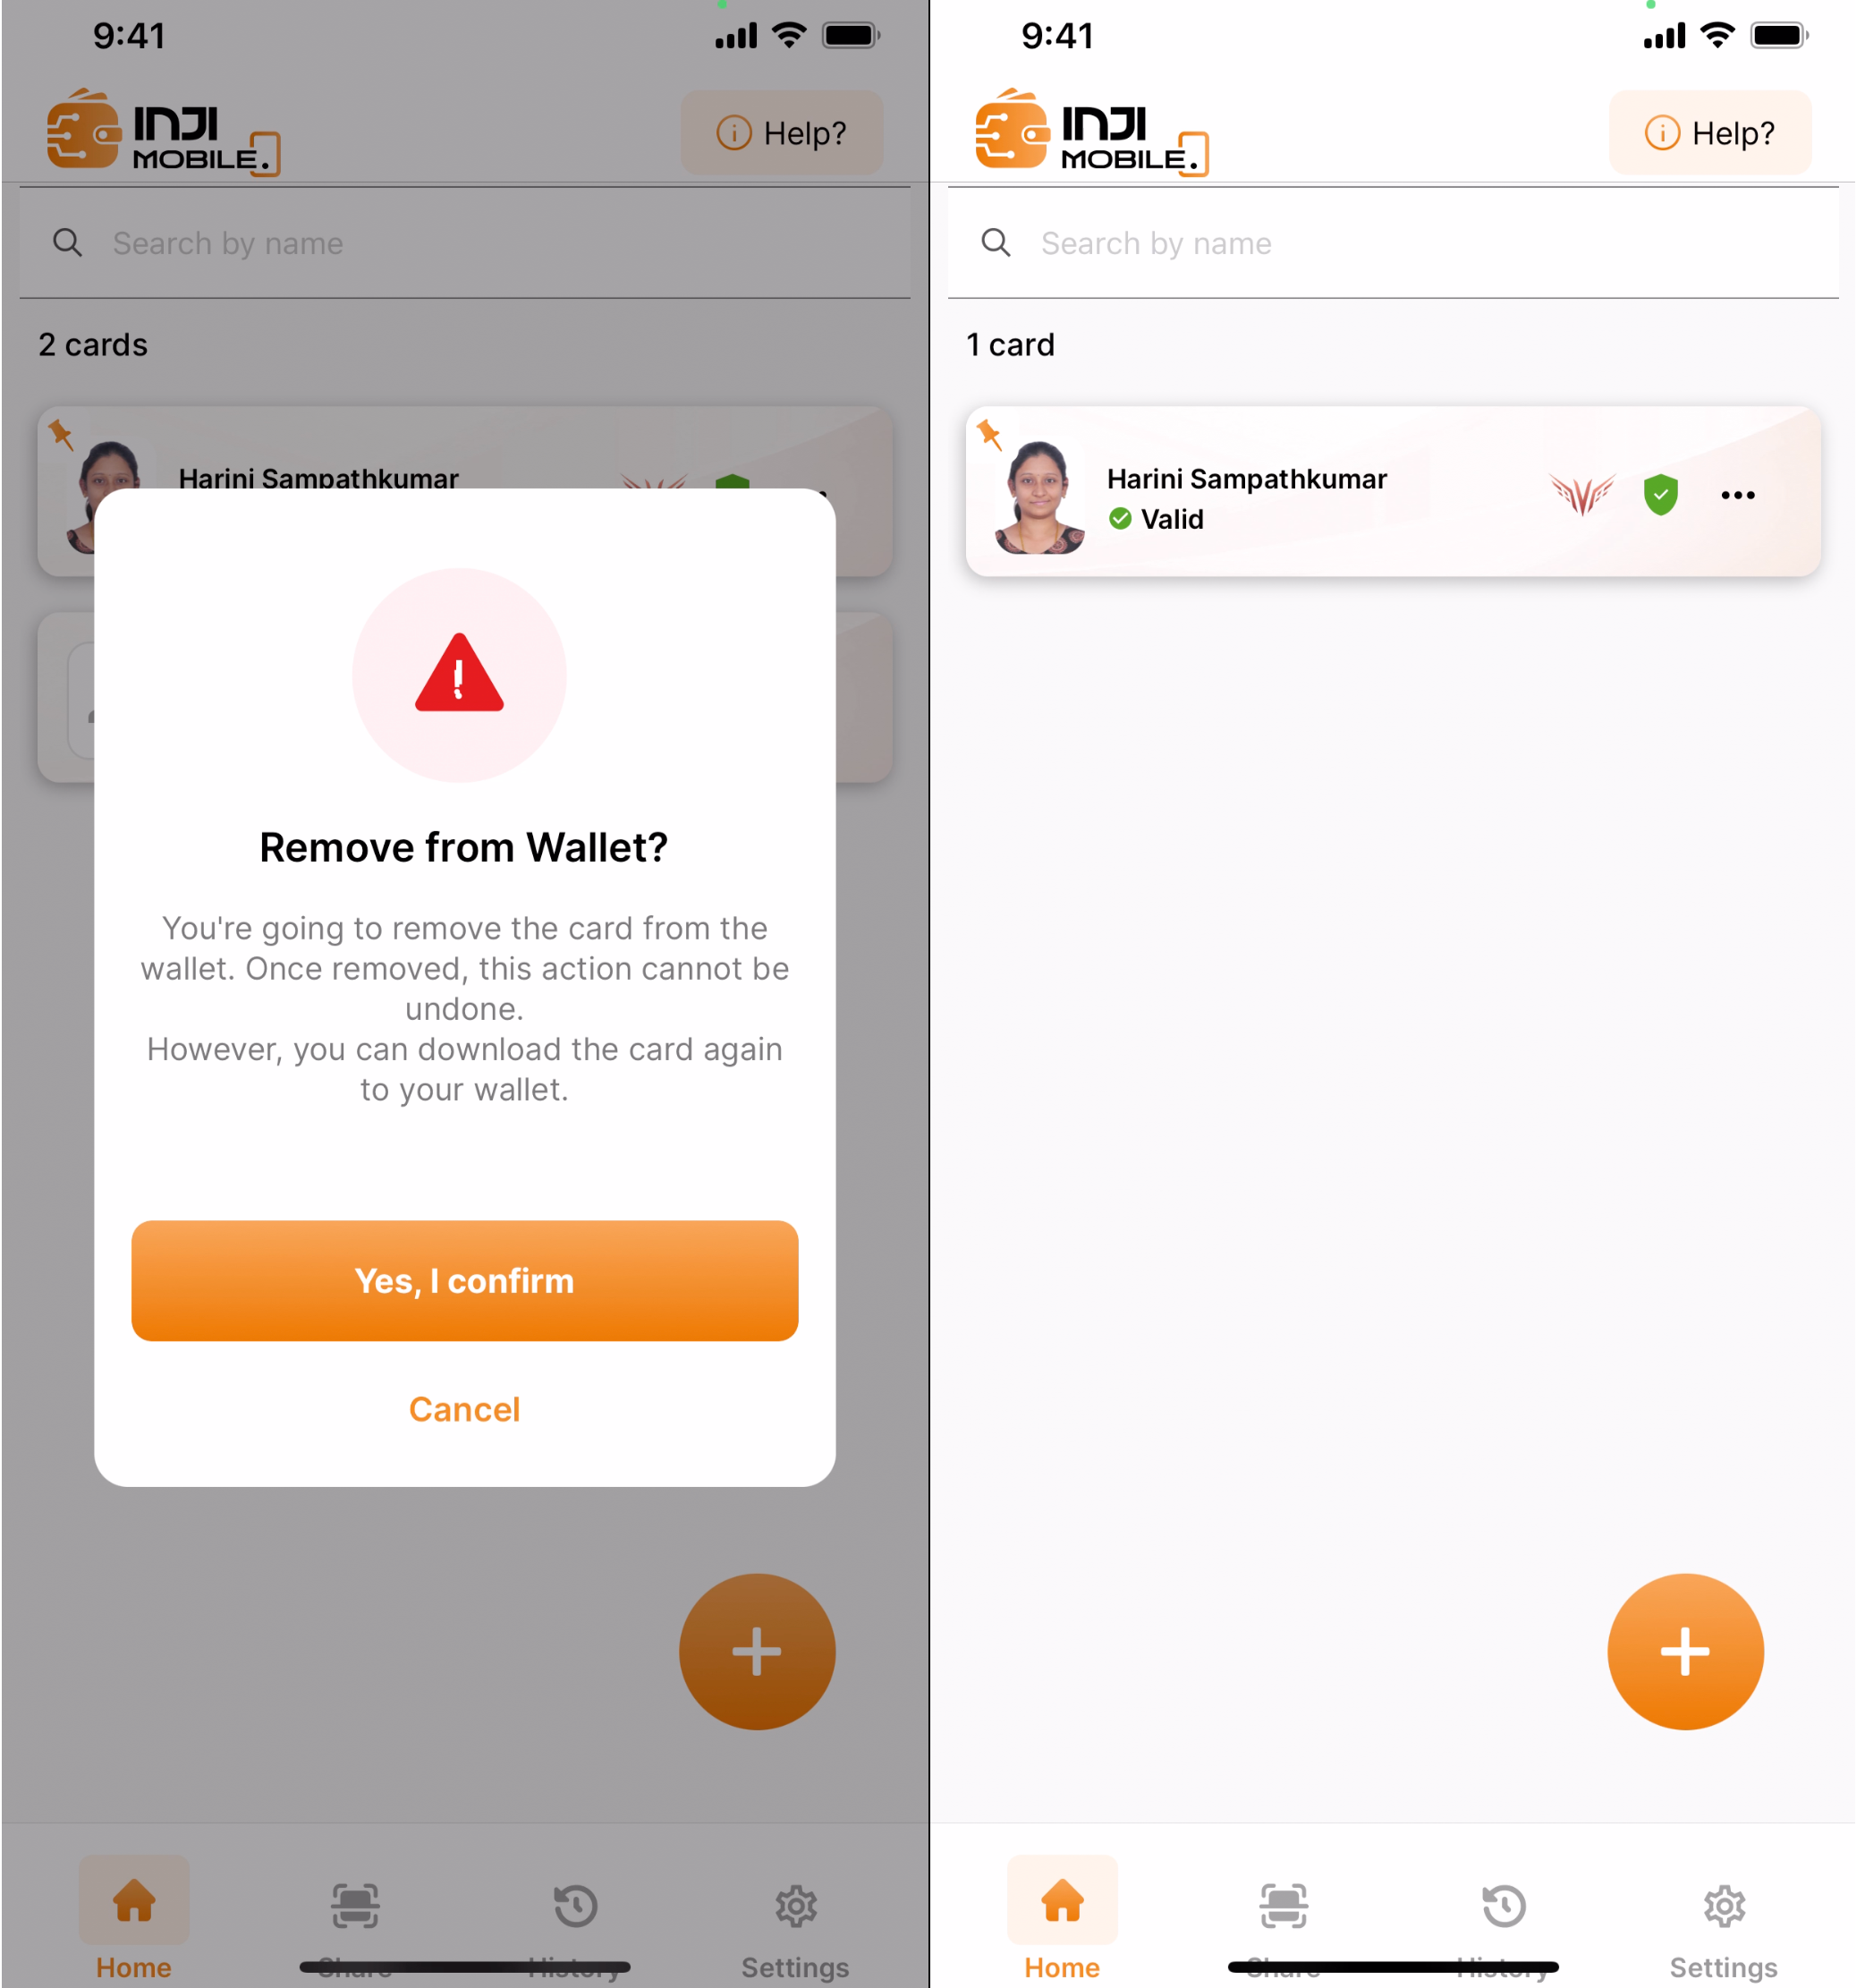 9:41
INJI
MOBILE.
Help?
Search by name
2 cards
Harini Sampathkumar
Remove from Wallet?
You're going to remove the card from the
wallet. Once removed, this action cannot be
undone.
However, you can download the card again
to your wallet.
Yes, I confirm
Cancel
Home
Share
History
Settings
9:41
INJI
MOBILE.
Help?
Search by name
1 card
Harini Sampathkumar
Valid
Home
Share
History
Settings